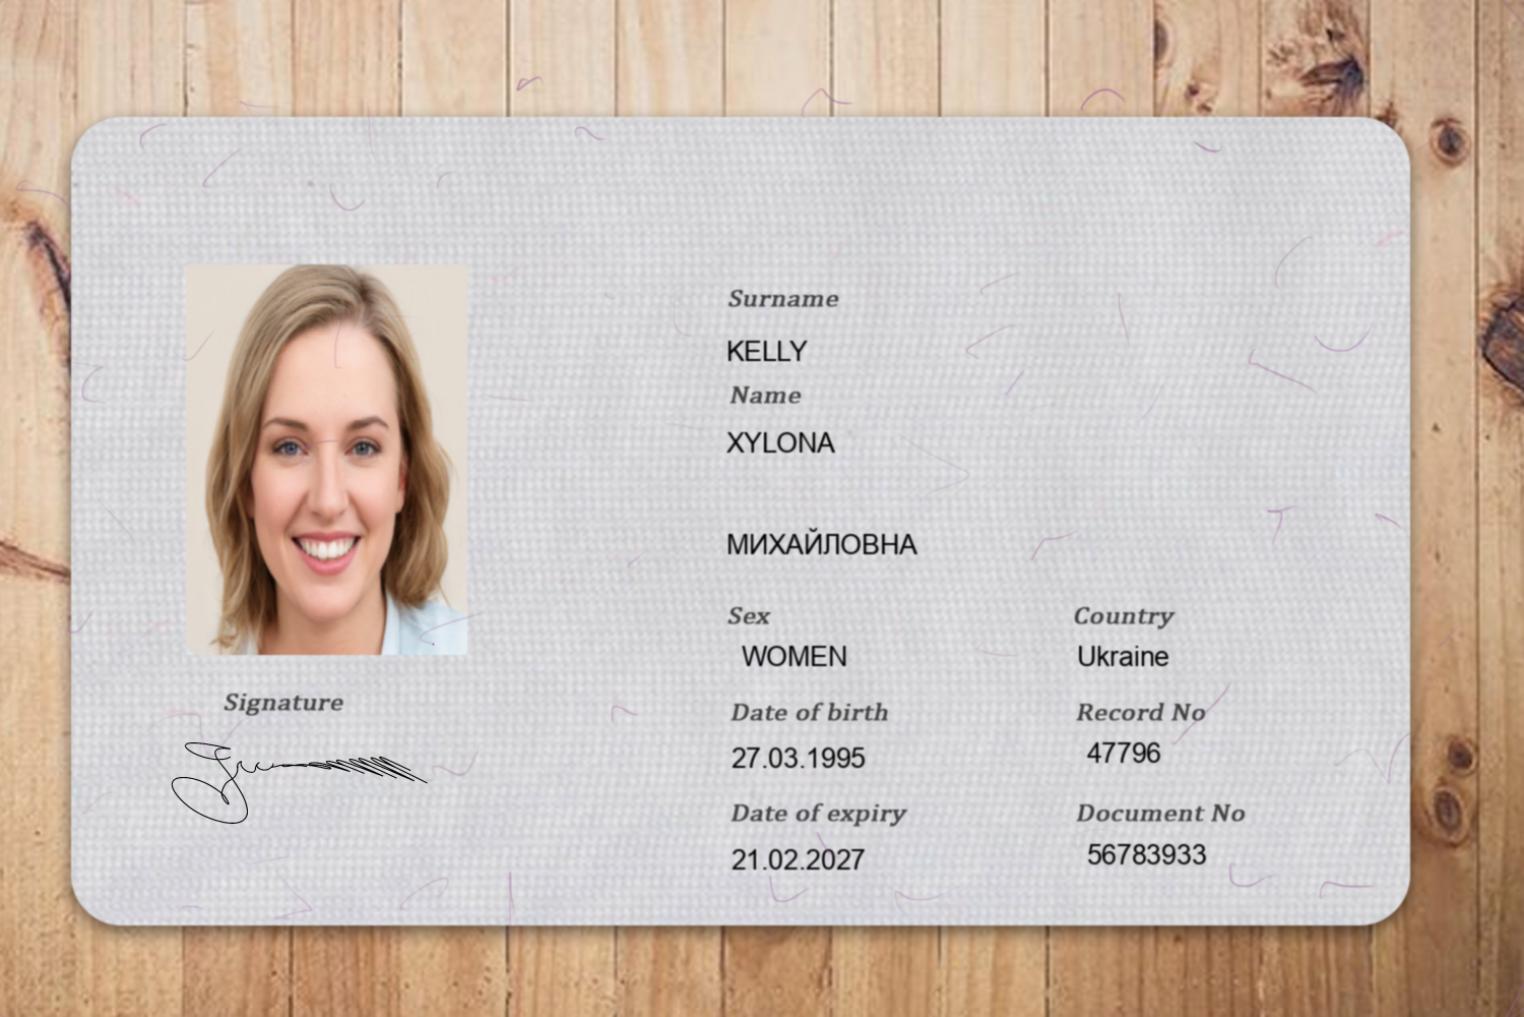 Surname
KELLY
Name
XYLONA
МИХАЙЛОВНА
Sex
Country
WOMEN
Ukraine
Date of birth
Record No
27.03.1995
47796
Date of expiry
Document No
21.02.2027
56783933
Signature